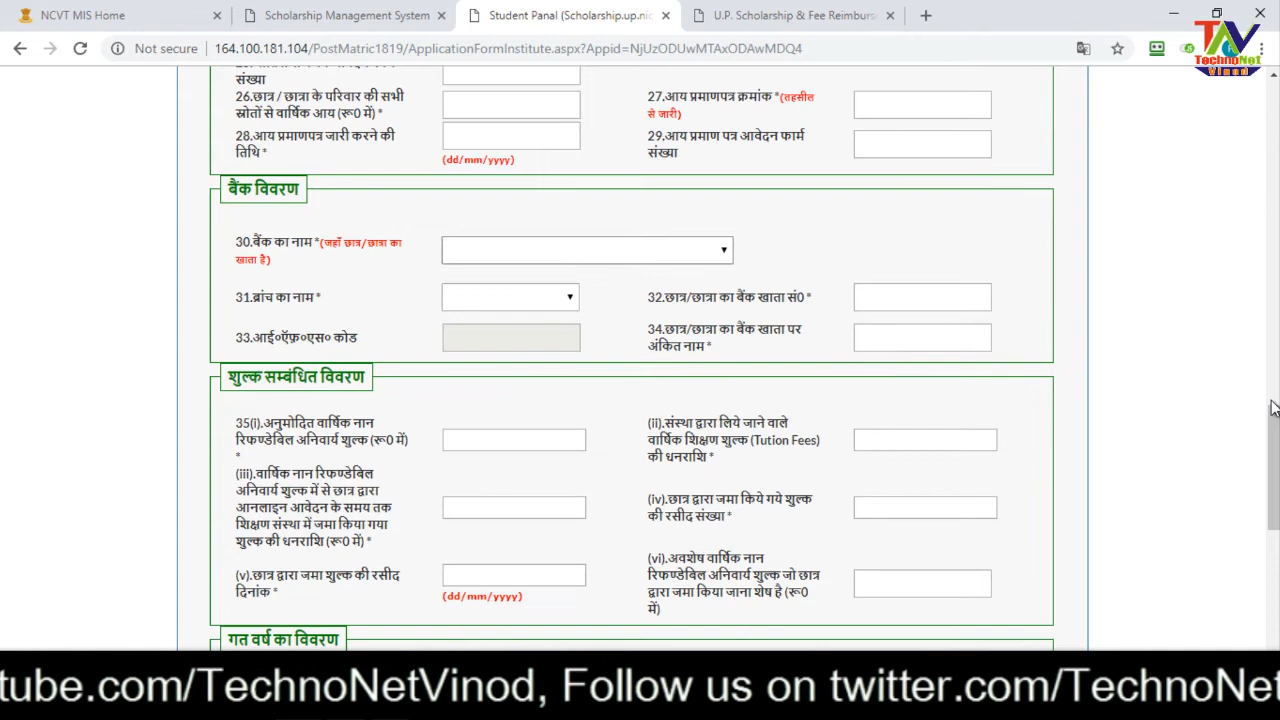 NCVT MIS Home
Scholarship Management System
Student Panal (Scholarship.up.nic
U.P. Scholarship & Fee Reimburs
Not secure
164.100.181.104/PostMatric1819/ApplicationFormInstitute.aspx?Appid=NjUzODUwMTAxODAwMDQ4
TAV
TechnoNet
Vinod
संख्या
26.छात्र / छात्रा के परिवार की सभी
स्रोतों से वार्षिक आय (रू0 में) *
27.आय प्रमाणपत्र क्रमांक *(तहसील
से जारी)
28.आय प्रमाणपत्र जारी करने की
तिथि *
(dd/mm/yyyy)
29.आय प्रमाण पत्र आवेदन फार्म
संख्या
बैंक विवरण
30.बैंक का नाम *(जहाँ छात्र/छात्रा का
खाता है)
31.ब्रांच का नाम *
32.छात्र/छात्रा का बैंक खाता सं0 *
33.आई०ऍफ़०एस० कोड
34.छात्र/छात्रा का बैंक खाता पर
अंकित नाम *
शुल्क सम्बंधित विवरण
35(i).अनुमोदित वार्षिक नान
रिफण्डेबिल अनिवार्य शुल्क (रू0 में)
*
(ii).संस्था द्वारा लिये जाने वाले
वार्षिक शिक्षण शुल्क (Tution Fees)
की धनराशि *
(iii).वार्षिक नान रिफण्डेबिल
अनिवार्य शुल्क में से छात्र द्वारा
आनलाइन आवेदन के समय तक
शिक्षण संस्था में जमा किया गया
शुल्क की धनराशि (रू0 में) *
(iv).छात्र द्वारा जमा किये गये शुल्क
की रसीद संख्या *
(v).छात्र द्वारा जमा शुल्क की रसीद
दिनांक *
(dd/mm/yyyy)
(vi).अवशेष वार्षिक नान
रिफण्डेबिल अनिवार्य शुल्क जो छात्र
द्वारा जमा किया जाना शेष है (रू0
में)
गत वर्ष का विवरण
tube.com/TechnoNetVinod, Follow us on twitter.com/TechnoNet